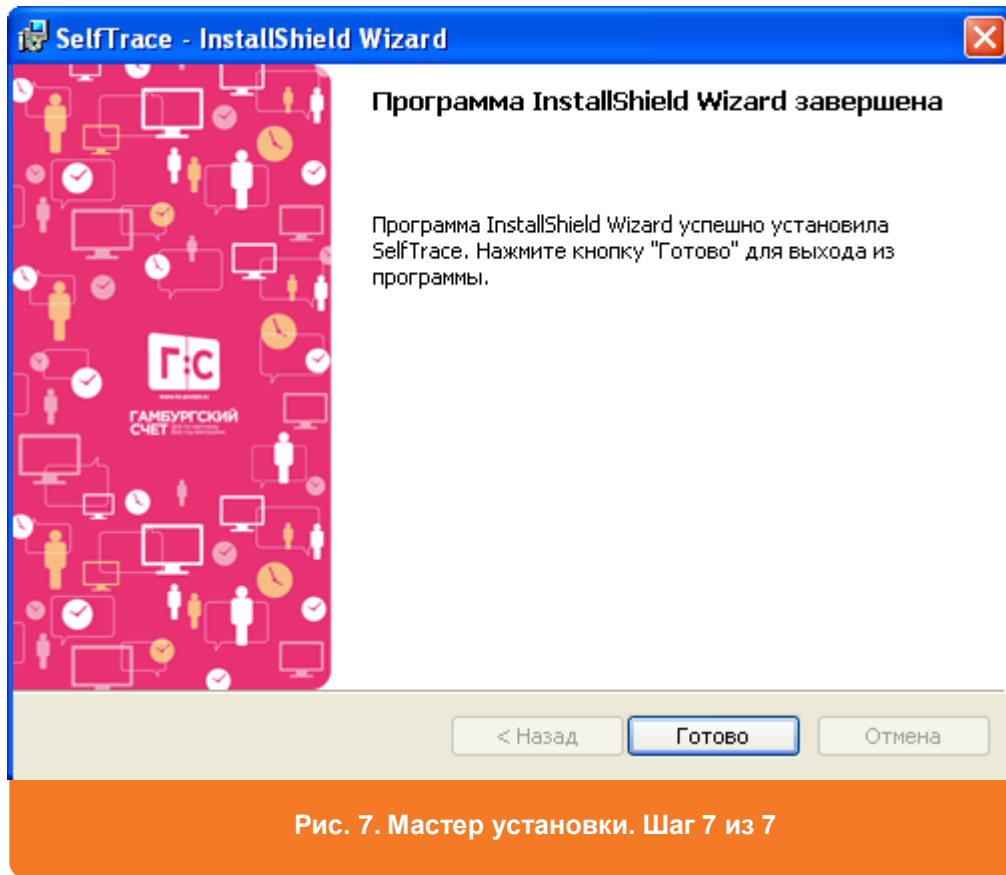 SelfTrace - InstallShield Wizard
Программа InstallShield Wizard завершена
Программа InstallShield Wizard успешно установила
SelfTrace. Нажмите кнопку "Готово" для выхода из
программы.
Г:С
ГАМБУРГСКИЙ
СЧЕТ
< Назад
Готово
Отмена
Рис. 7. Мастер установки. Шаг 7 из 7